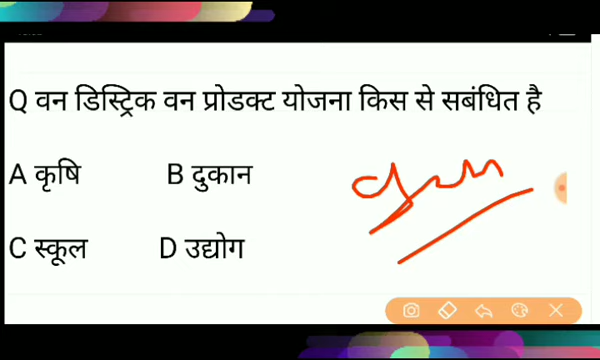 Q वन डिस्ट्रिक वन प्रोडक्ट योजना किस से सबंधित है
A कृषि B दुकान
C स्कूल D उद्योग